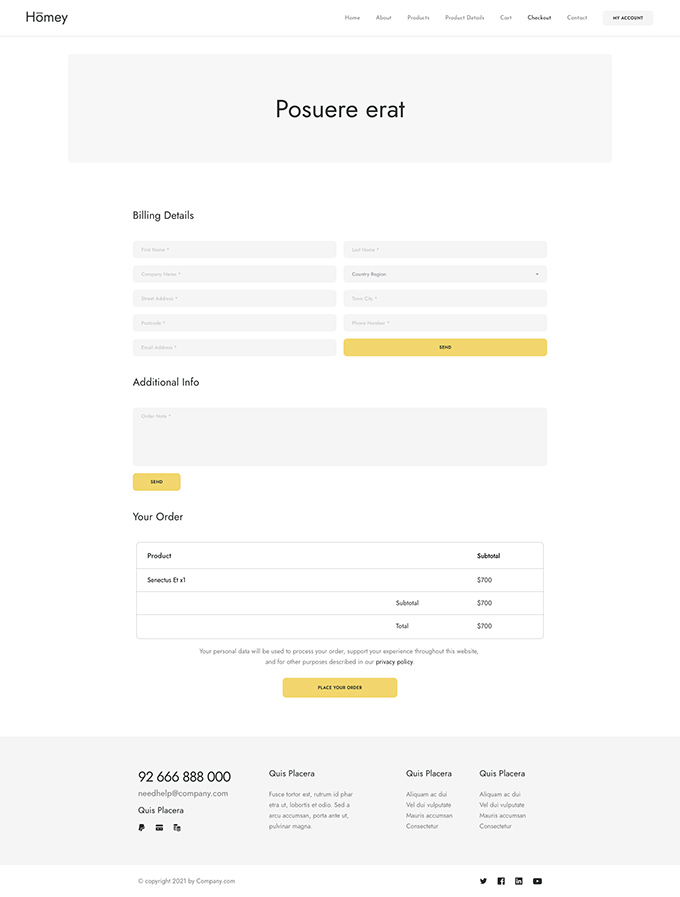 Hōmey
Home About Products Product Details Cart Checkout Contact MY ACCOUNT
Posuere erat
Billing Details
First Name * Last Name *
Company Name * Country Region
Street Address * Town City *
Postcode * Phone Number *
Email Address * SEND
Additional Info
Order Note *
SEND
Your Order
Product Subtotal
Senectus Et x1 $700
Subtotal $700
Total $700
Your personal data will be used to process your order, support your experience throughout this website,
and for other purposes described in our privacy policy.
PLACE YOUR ORDER
92 666 888 000
needhelp@company.com
Quis Placera
Quis Placera
Fusce tortor est, rutrum id phar
etra ut, lobortis et odio. Sed a
arcu accumsan, porta ante ut,
pulvinar magna.
Quis Placera
Aliquam ac dui
Vel dui vulputate
Mauris accumsan
Consectetur
Quis Placera
Aliquam ac dui
Vel dui vulputate
Mauris accumsan
Consectetur
© copyright 2021 by Company.com